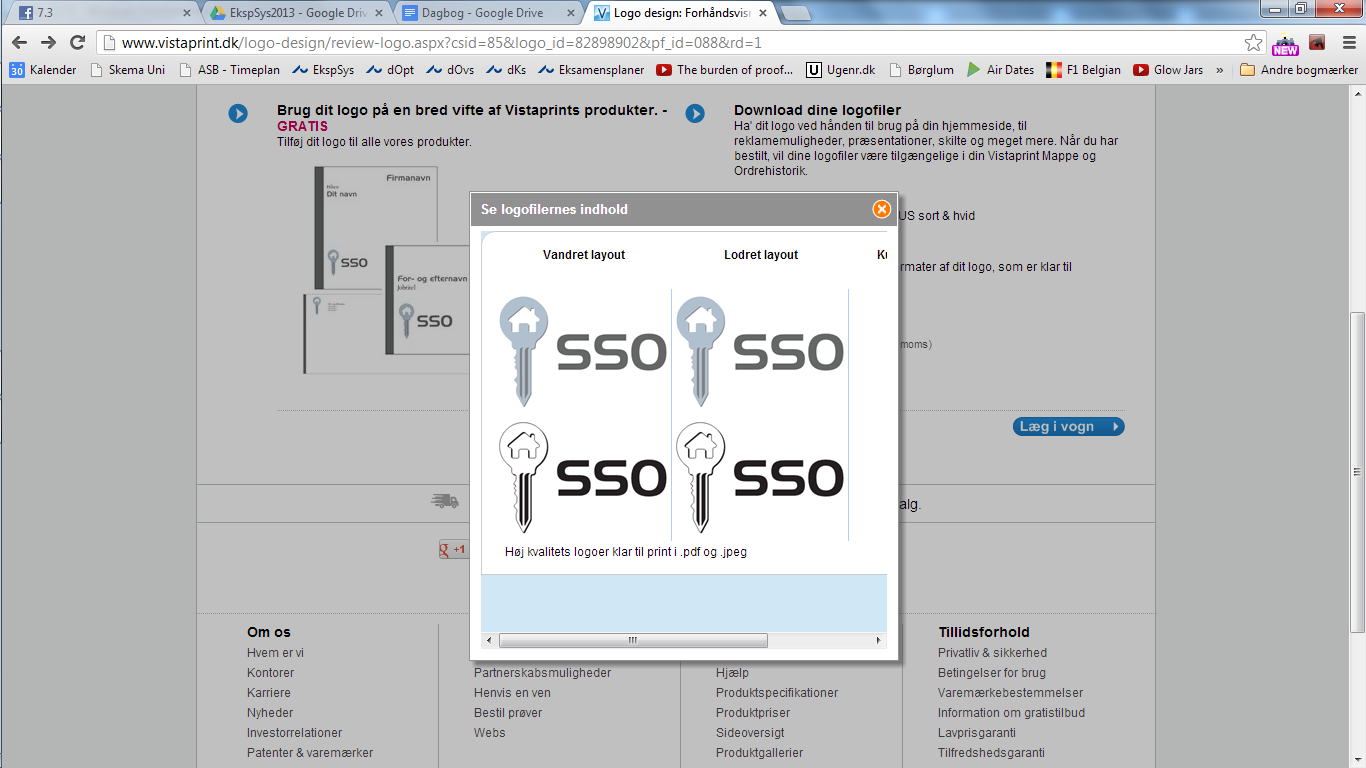 7.3
EkspSys2013 - Google Driv
Dagbog - Google Drive
Logo design: Forhåndsvisn
www.vistaprint.dk/logo-design/review-logo.aspx?csid=85&logo_id=82898902&pf_id=088&rd=1
NEW
30 Kalender
Skema Uni
ASB - Timeplan
EkspSys
dOpt
dOvs
dKs
Eksamensplaner
The burden of proof...
U Ugenr.dk
Børglum
Air Dates
F1 Belgian
Glow Jars
»
Andre bogmærker
Brug dit logo på en bred vifte af Vistaprints produkter. -
GRATIS
Tilføj dit logo til alle vores produkter.
Firmanavn
Dit navn
SSO
For- og efternavn
Jobtitel
SSO
Download dine logofiler
Ha' dit logo ved hånden til brug på din hjemmeside, til
reklamemuligheder, præsentationer, skilte og meget mere. Når du har
bestilt, vil dine logofiler være tilgængelige i din Vistaprint Mappe og
Ordrehistorik.
US sort & hvid
rmater af dit logo, som er klar til
moms)
Læg i vogn
alg.
Se logofilernes indhold
Vandret layout
Lodret layout
Ku
SSO
SSO
SSO
SSO
Høj kvalitets logoer klar til print i .pdf og .jpeg
g +1
Om os
Hvem er vi
Kontorer
Karriere
Nyheder
Investorrelationer
Patenter & varemærker
Partnerskabsmuligheder
Henvis en ven
Bestil prøver
Webs
Hjælp
Produktspecifikationer
Produktpriser
Sideoversigt
Produktgallerier
Tillidsforhold
Privatliv & sikkerhed
Betingelser for brug
Varemærkebestemmelser
Information om gratistilbud
Lavprisgaranti
Tilfredshedsgaranti